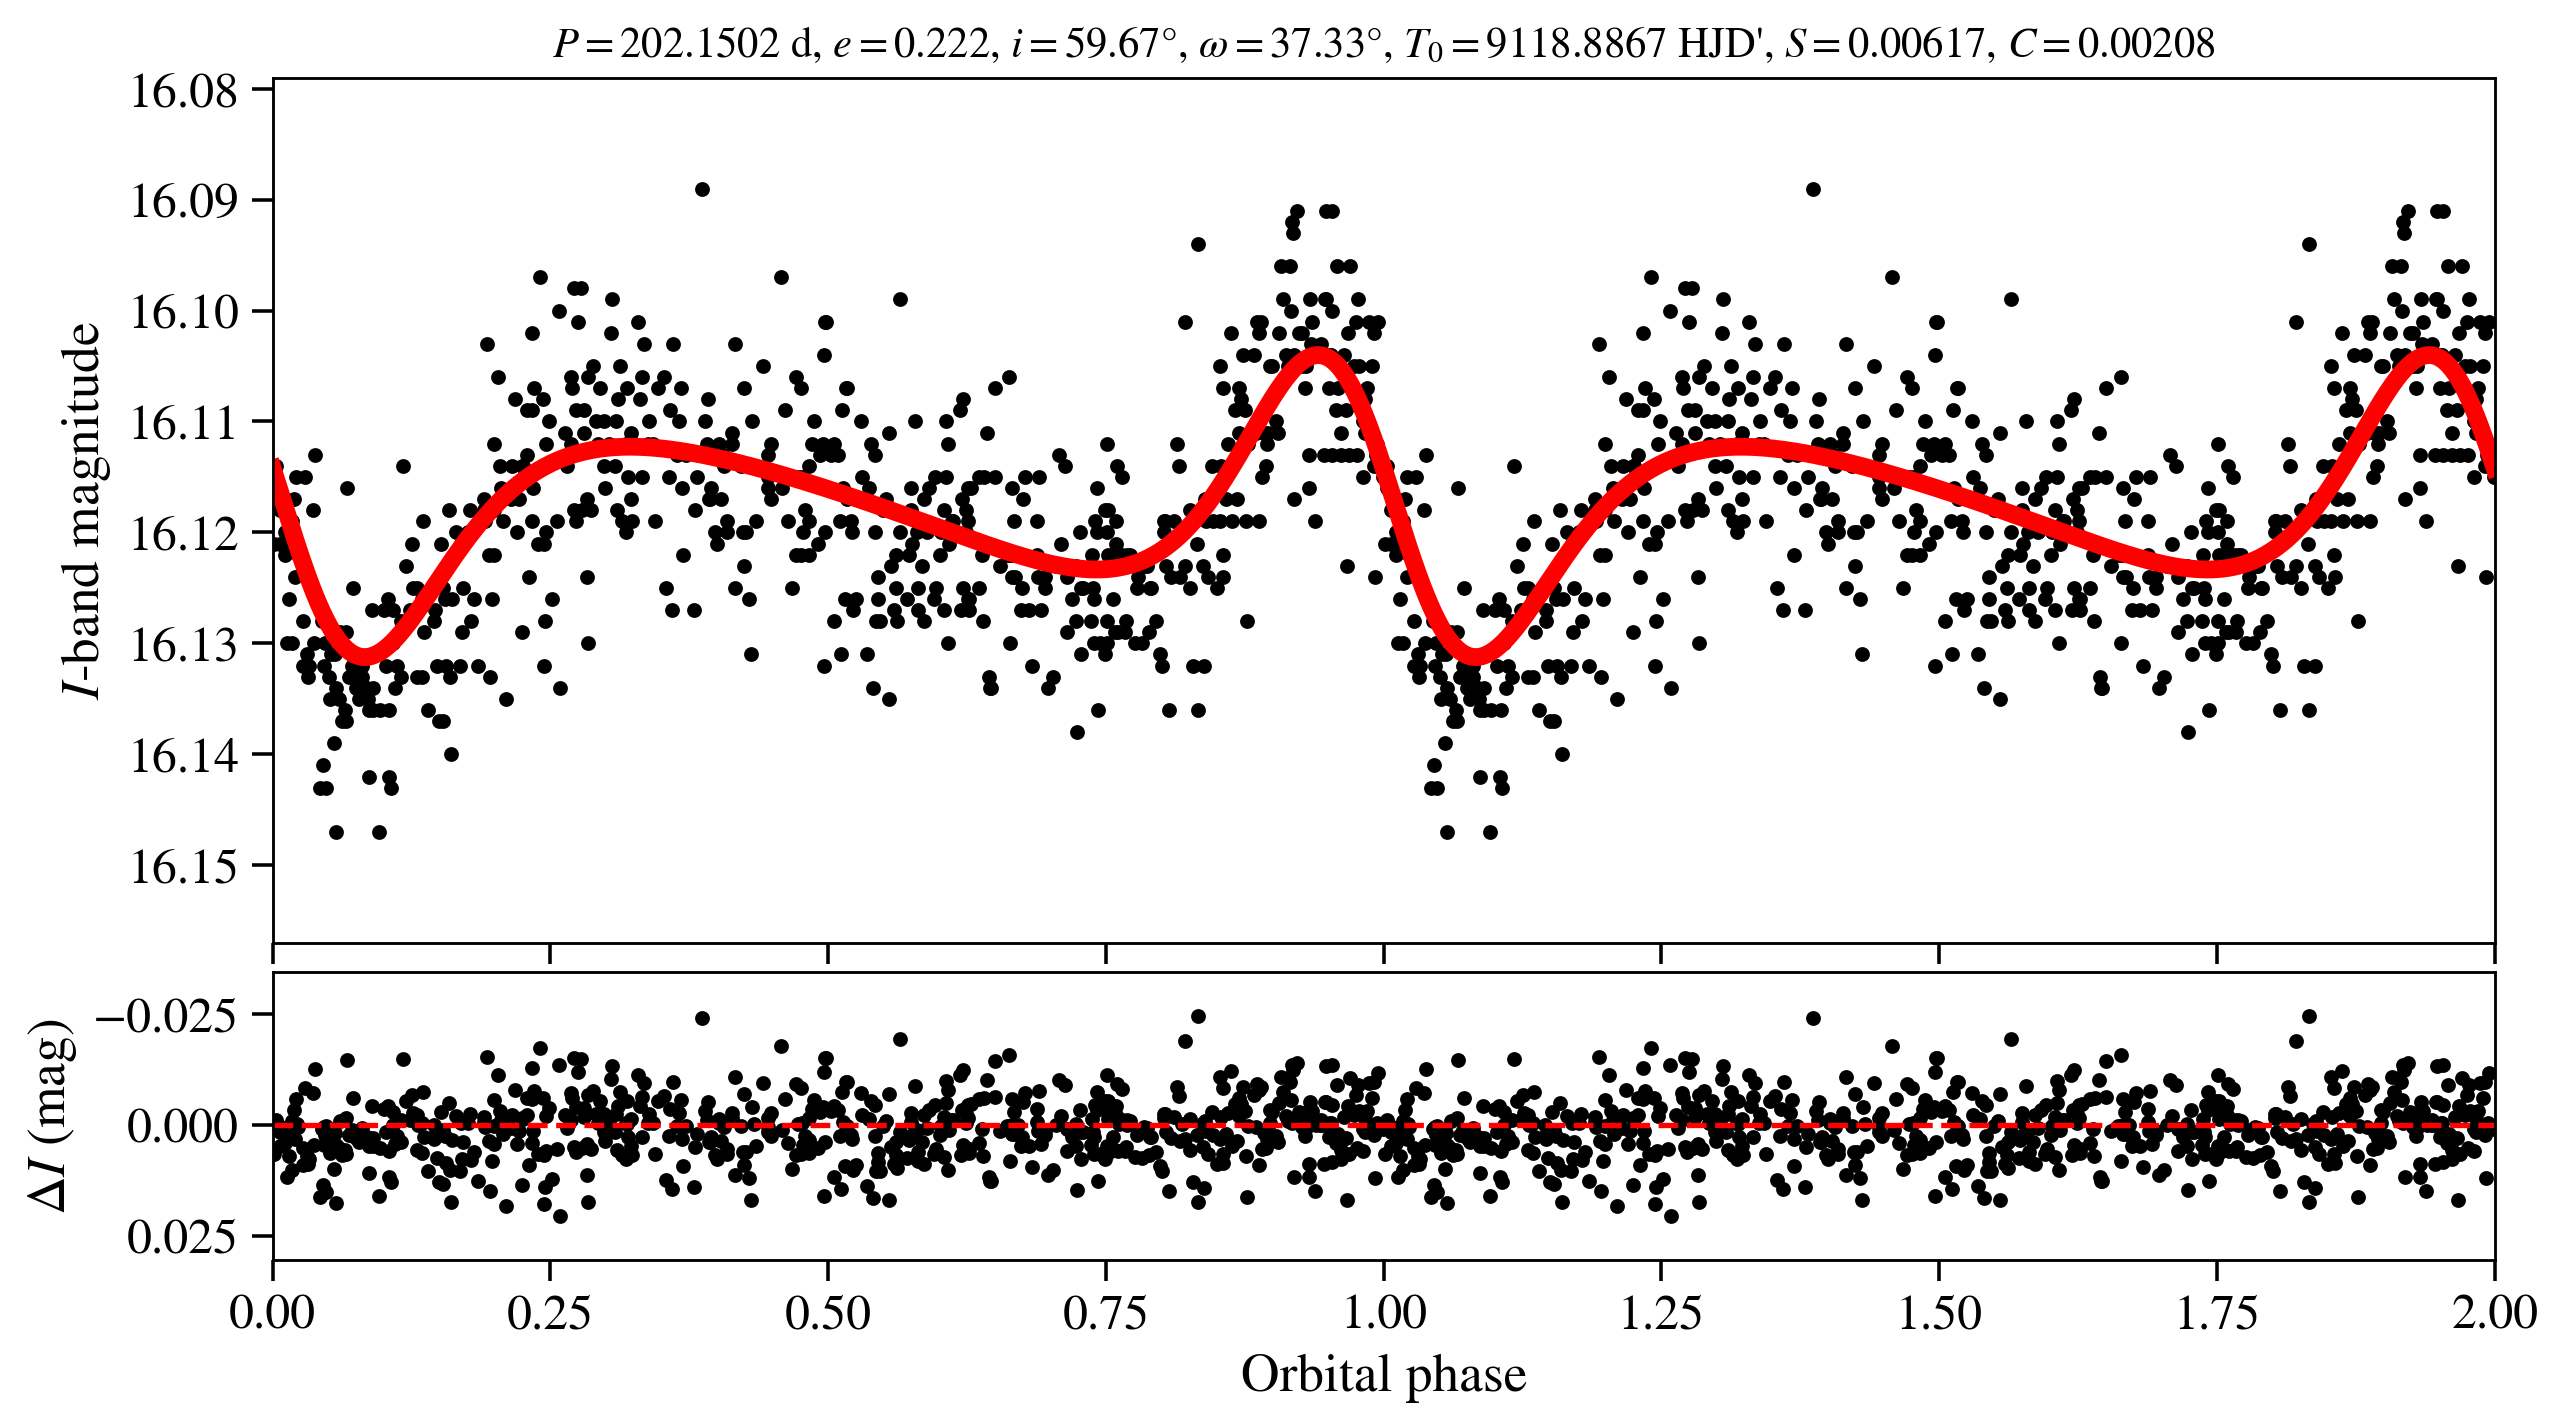 P = 202.1502 d, e = 0.222, i = 59.67°, ω = 37.33°, T₀ = 9118.8867 HJD', S = 0.00617, C = 0.00208
16.08
16.09
16.10
16.11
16.12
16.13
16.14
16.15
I-band magnitude
−0.025
0.000
0.025
ΔI (mag)
0.00 0.25 0.50 0.75 1.00 1.25 1.50 1.75 2.00
Orbital phase